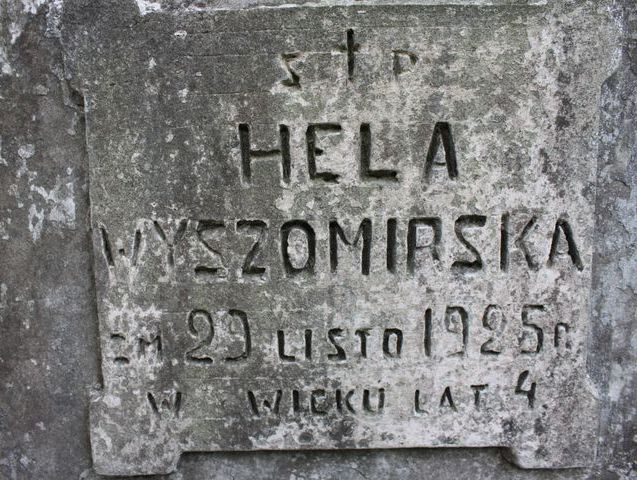 Ś † P
HELA
WYSZOMIRSKA
ZM 29 LISTO 1925 R
W WIEKU LAT 4.